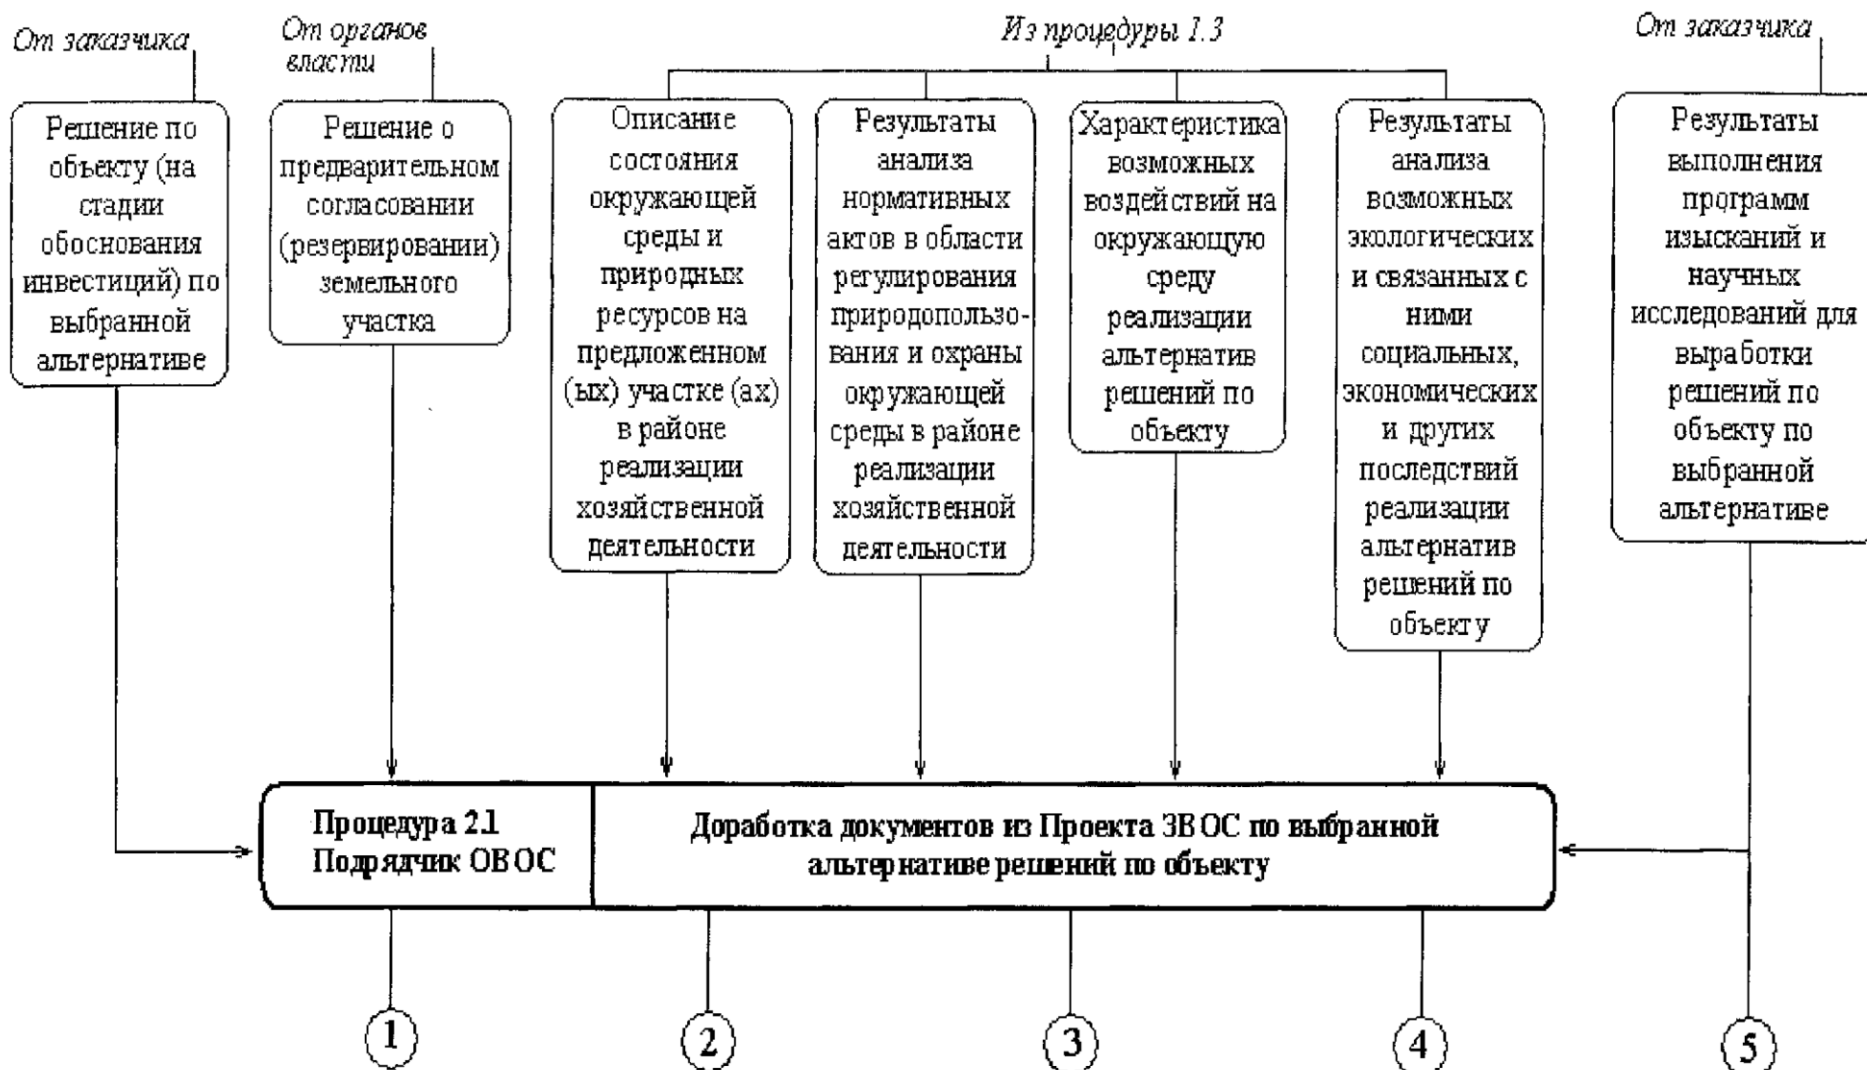 От заказчика
От органов
власти
Из процедуры 1.3
От заказчика
Решение по
объекту (на
стадии
обоснования
инвестиций) по
выбранной
альтернативе
Решение о
предварительном
согласовании
(резервировании)
земельного
участка
Описание
состояния
окружающей
среды и
природных
ресурсов на
предложенном
(ых) участке (ах)
в районе
реализации
хозяйственной
деятельности
Результаты
анализа
нормативных
актов в области
регулирования
природопользо-
вания и охраны
окружающей
среды в районе
реализации
хозяйственной
деятельности
Характеристика
возможных
воздействий на
окружающую
среду
реализации
альтернатив
решений по
объекту
Результаты
анализа
возможных
экологических
и связанных с
ними
социальных,
экономических
и других
последствий
реализации
альтернатив
решений по
объекту
Результаты
выполнения
программ
изысканий и
научных
исследований для
выработки
решений по
объекту по
выбранной
альтернативе
Процедура 2.1
Подрядчик ОВОС
Доработка документов из Проекта ЗВОС по выбранной
альтернативе решений по объекту
1
2
3
4
5